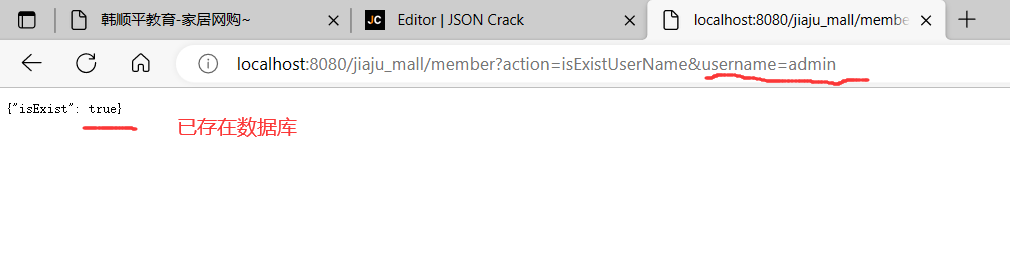 韩顺平教育-家居网购~
JC Editor | JSON Crack
localhost:8080/jiaju_mall/membe
localhost:8080/jiaju_mall/member?action=isExistUserName&username=admin
{"isExist": true}
已存在数据库